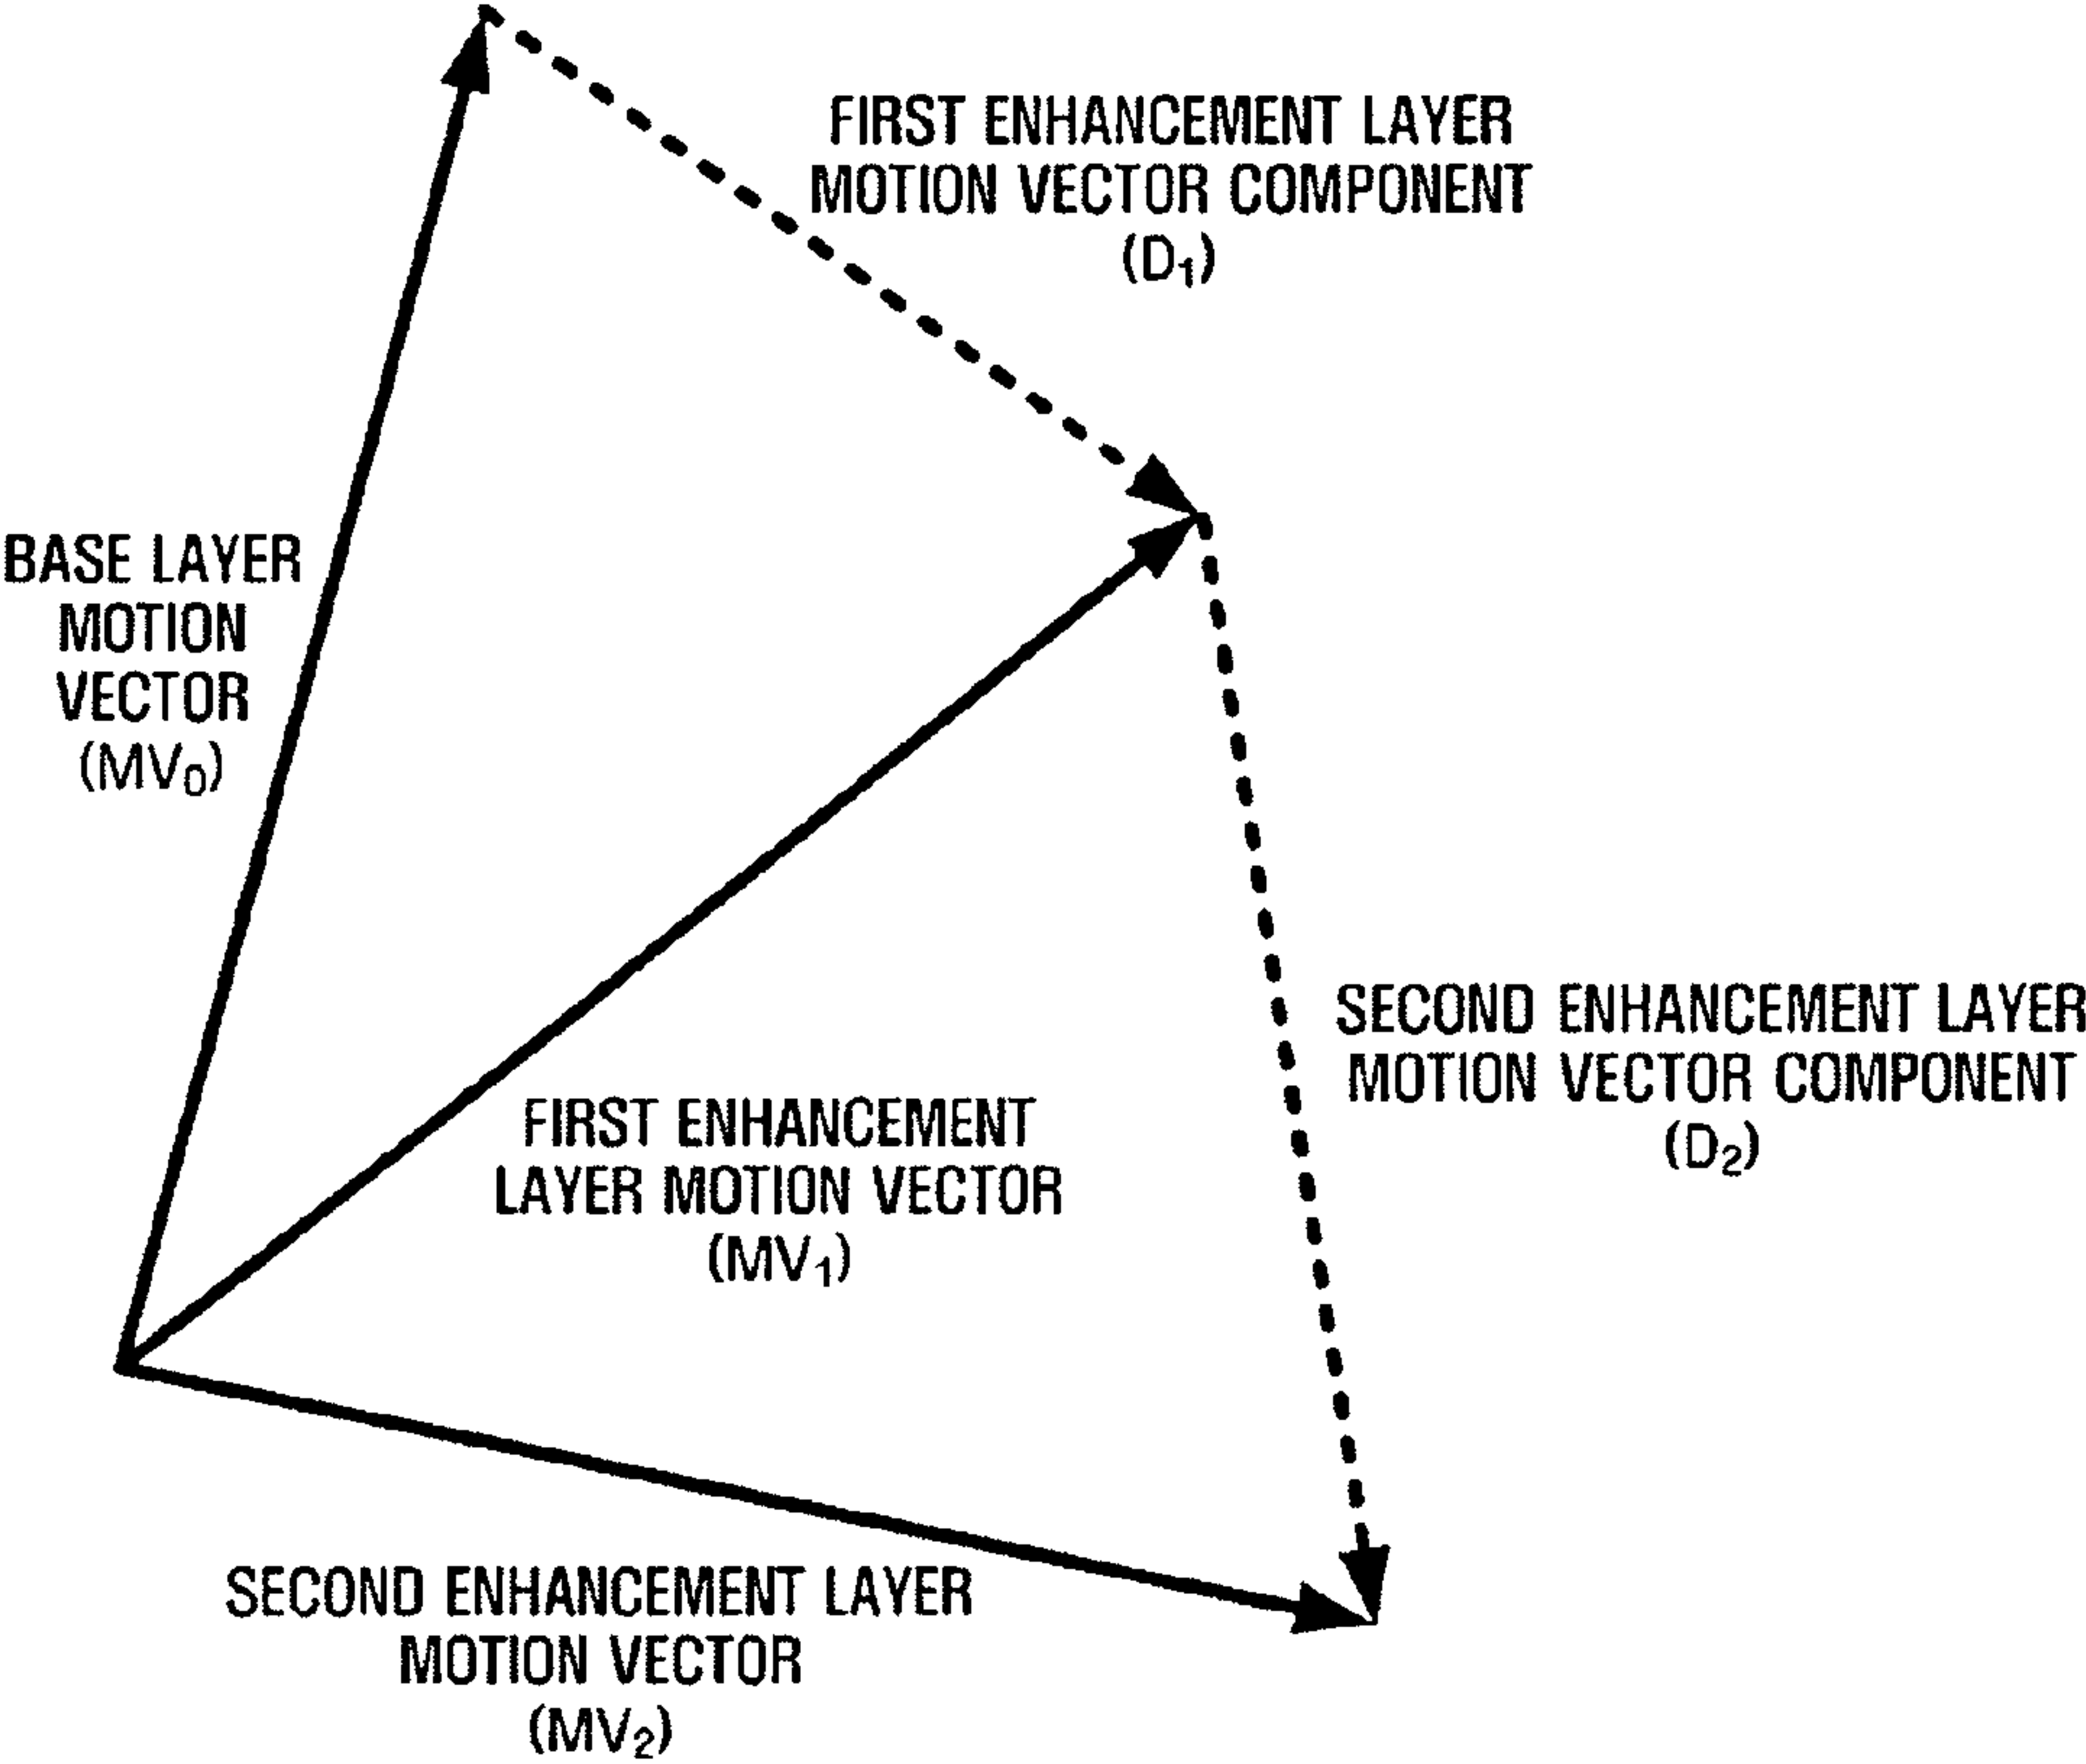 FIRST ENHANCEMENT LAYER
MOTION VECTOR COMPONENT
(D₁)
BASE LAYER
MOTION
VECTOR
(MV₀)
SECOND ENHANCEMENT LAYER
MOTION VECTOR COMPONENT
(D₂)
FIRST ENHANCEMENT
LAYER MOTION VECTOR
(MV₁)
SECOND ENHANCEMENT LAYER
MOTION VECTOR
(MV₂)